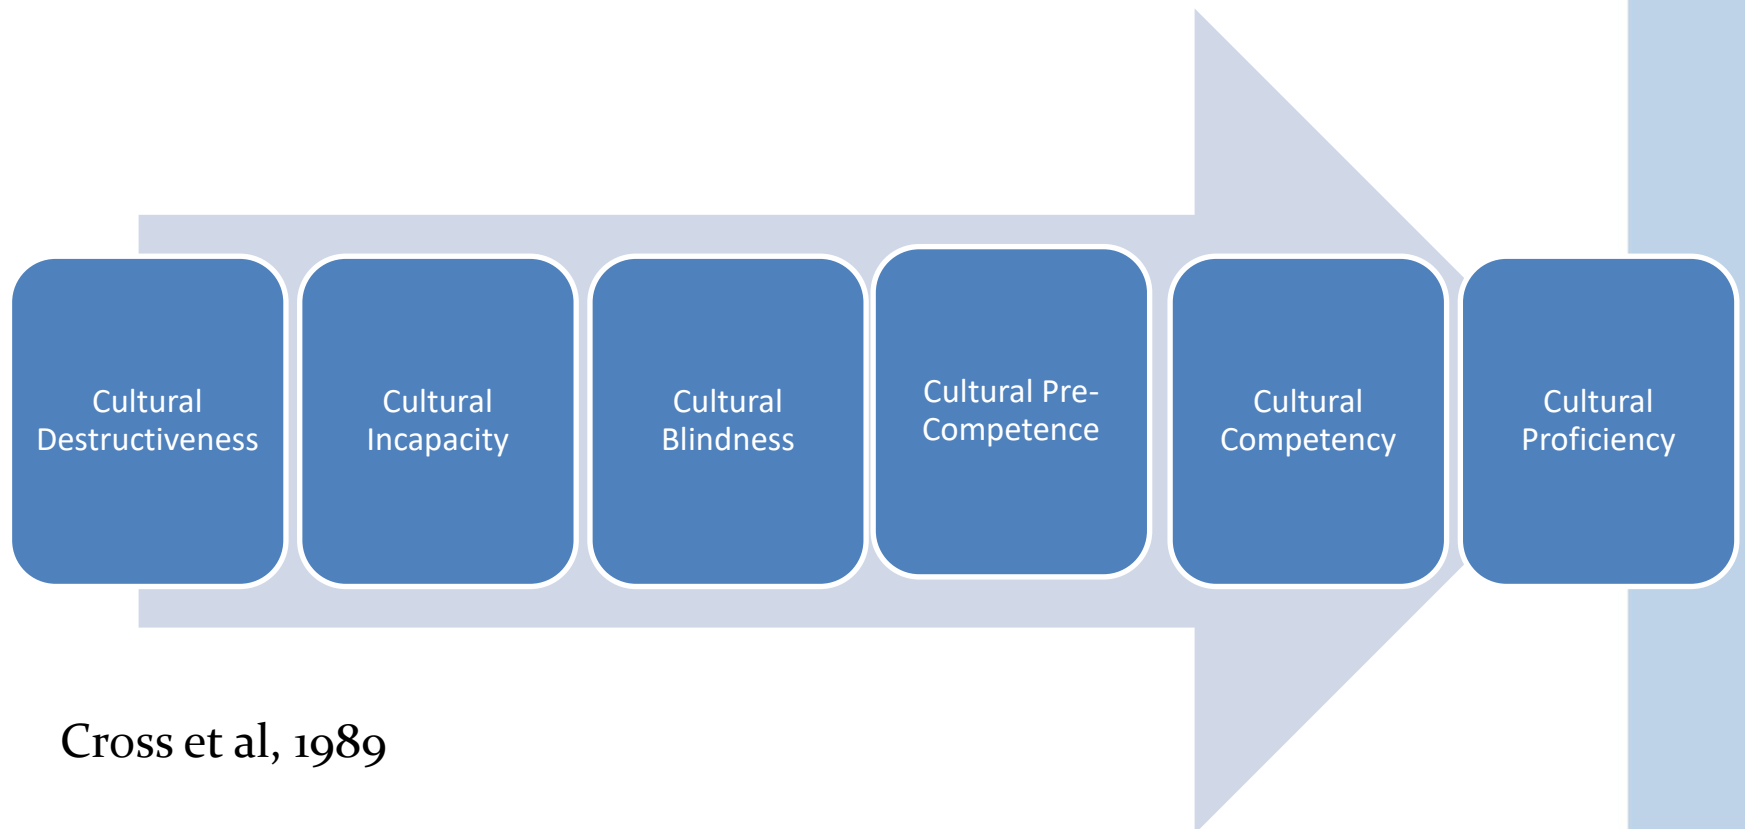 Cultural
Destructiveness
Cultural
Incapacity
Cultural
Blindness
Cultural Pre-
Competence
Cultural
Competency
Cultural
Proficiency
Cross et al, 1989